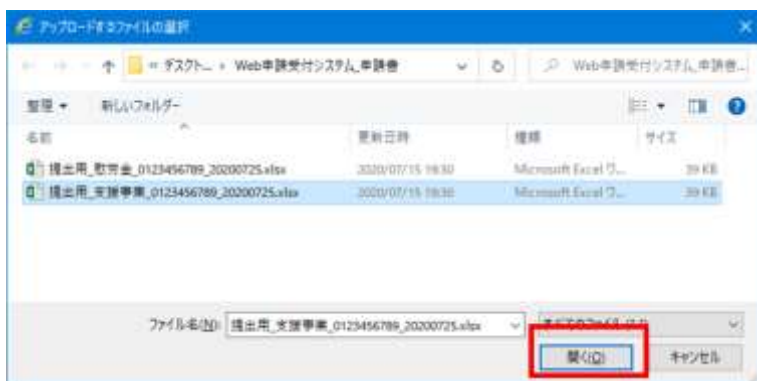 アップロードするファイルの選択
« デスクト... › Web申請受付システム_申請書
Web申請受付システム_申請書...
整理 新しいフォルダー
名前 更新日時 種類 サイズ
提出用_慰労金_0123456789_20200725.xlsx 2020/07/15 19:30 Microsoft Excel ワ... 39 KB
提出用_支援事業_0123456789_20200725.xlsx 2020/07/15 19:30 Microsoft Excel ワ... 39 KB
ファイル名(N): 提出用_支援事業_0123456789_20200725.xlsx すべてのファイル
開く(O) キャンセル